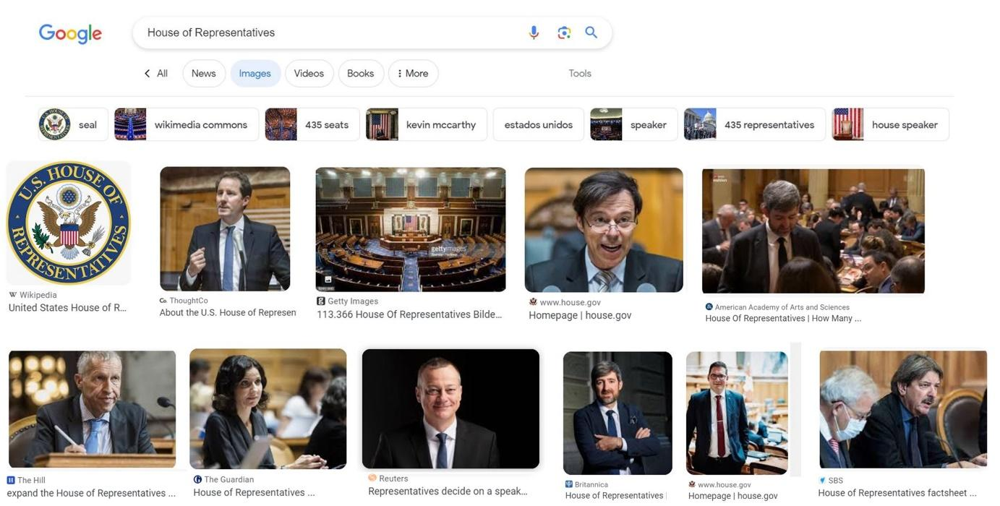 Google
House of Representatives
All
News
Images
Videos
Books
More
Tools
seal
wikimedia commons
435 seats
kevin mccarthy
estados unidos
speaker
435 representatives
house speaker
U.S. HOUSE OF
REPRESENTATIVES
gettyimages
W Wikipedia
United States House of R...
Co. ThoughtCo
About the U.S. House of Represen
Getty Images
113.366 House Of Representatives Bilde...
www.house.gov
Homepage | house.gov
American Academy of Arts and Sciences
House Of Representatives | How Many ...
H The Hill
expand the House of Representatives ...
The Guardian
House of Representatives ...
Reuters
Representatives decide on a speak...
Britannica
House of Representatives
www.house.gov
Homepage | house.gov
SBS
House of Representatives factsheet ...